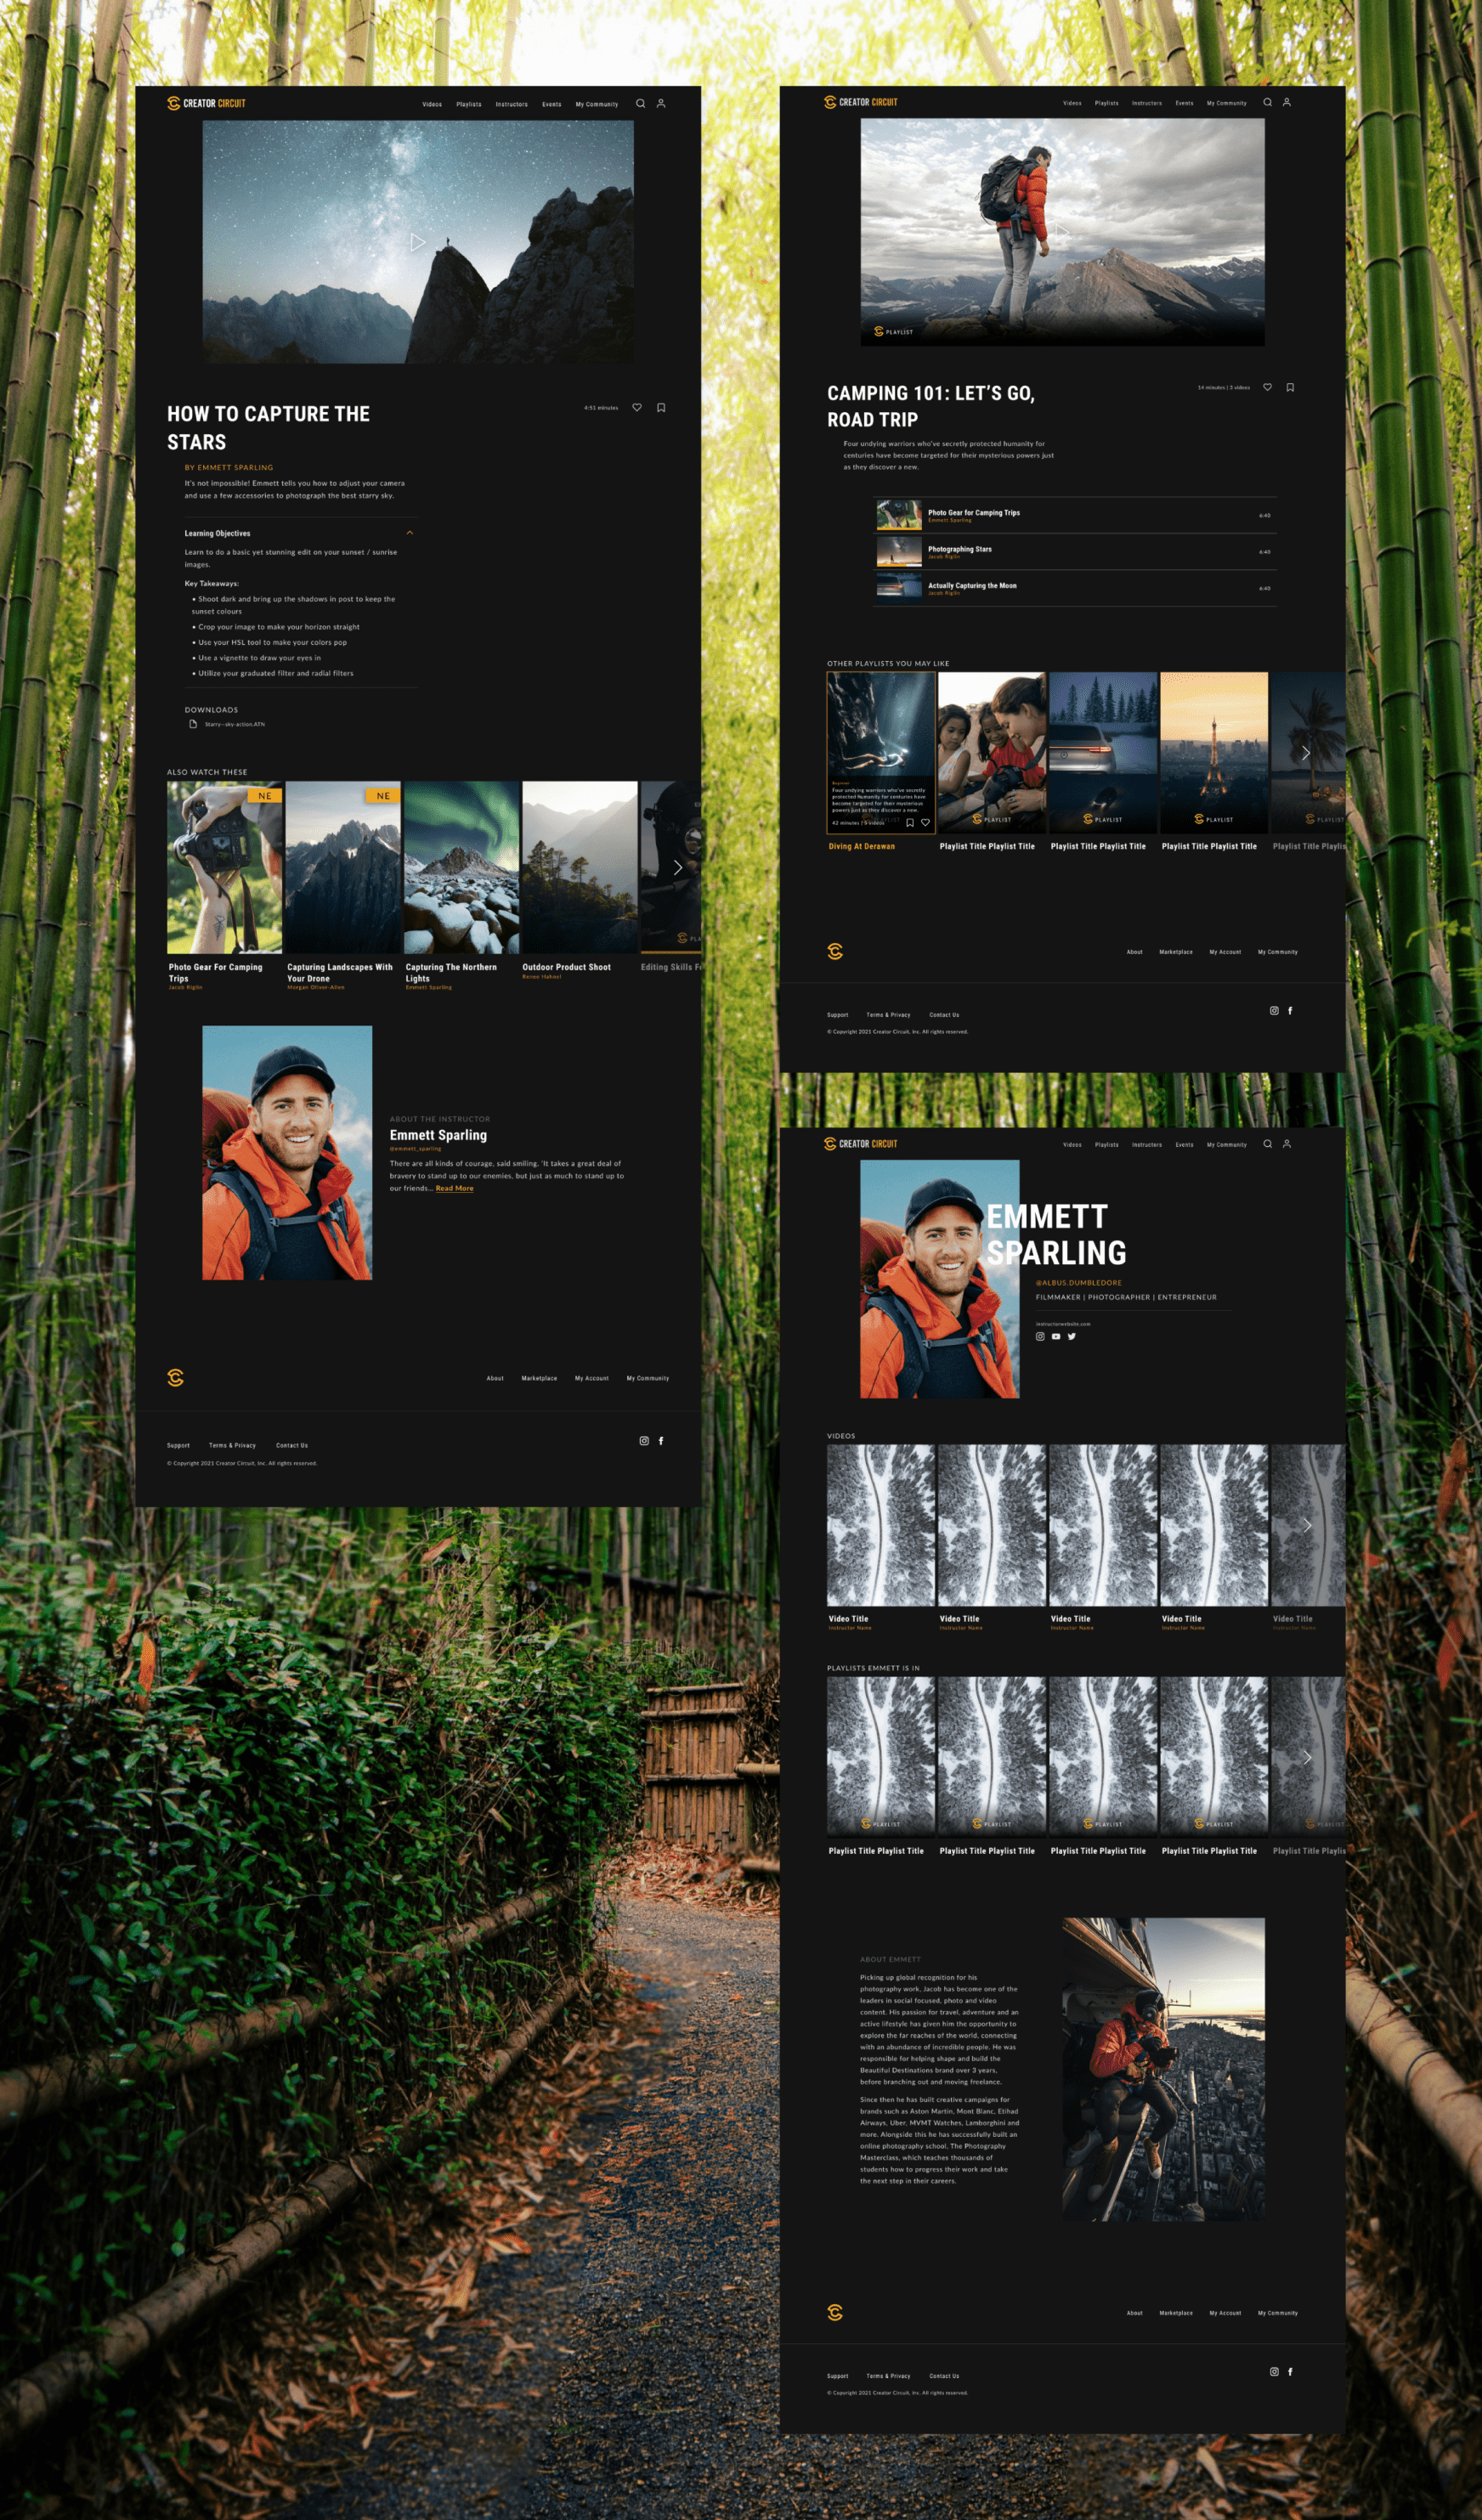 CREATOR CIRCUIT
Videos Playlists Instructors Events My Community
HOW TO CAPTURE THE
STARS
4:51 minutes
BY EMMETT SPARLING
It's not impossible! Emmett tells you how to adjust your camera
and use a few accessories to photograph the best starry sky.
Learning Objectives
Learn to do a basic yet stunning edit on your sunset / sunrise
images.
Key Takeaways:
• Shoot dark and bring up the shadows in post to keep the
sunset colours
• Crop your image to make your horizon straight
• Use your HSL tool to make your colors pop
• Use a vignette to draw your eyes in
• Utilize your graduated filter and radial filters
DOWNLOADS
Starry-sky-action.ATN
ALSO WATCH THESE
NE
NE
PLA
Photo Gear For Camping
Trips
Jacob Riglin
Capturing Landscapes With
Your Drone
Morgan Oliver-Allen
Capturing The Northern
Lights
Emmett Sparling
Outdoor Product Shoot
Renee Hahnel
Editing Skills F
ABOUT THE INSTRUCTOR
Emmett Sparling
@emmett_sparling
There are all kinds of courage, said smiling. 'It takes a great deal of
bravery to stand up to our enemies, but just as much to stand up to
our friends... Read More
About Marketplace My Account My Community
Support Terms & Privacy Contact Us
© Copyright 2021 Creator Circuit, Inc. All rights reserved.
CREATOR CIRCUIT
Videos Playlists Instructors Events My Community
PLAYLIST
CAMPING 101: LET'S GO,
ROAD TRIP
14 minutes | 3 videos
Four undying warriors who've secretly protected humanity for
centuries have become targeted for their mysterious powers just
as they discover a new.
Photo Gear for Camping Trips
Emmett Sparling
6:40
Photographing Stars
Jacob Riglin
6:40
Actually Capturing the Moon
Jacob Riglin
6:40
OTHER PLAYLISTS YOU MAY LIKE
Beginner
Four undying warriors who've secretly
protected humanity for centuries have
become targeted for their mysterious
powers just as they discover a new.
42 minutes | 5 videos
PLAYLIST
PLAYLIST
PLAYLIST
PLAYLIST
Diving At Derawan
Playlist Title Playlist Title
Playlist Title Playlist Title
Playlist Title Playlist Title
Playlist Title Playlis
About Marketplace My Account My Community
Support Terms & Privacy Contact Us
© Copyright 2021 Creator Circuit, Inc. All rights reserved.
CREATOR CIRCUIT
Videos Playlists Instructors Events My Community
EMMETT
SPARLING
@ALBUS.DUMBLEDORE
FILMMAKER | PHOTOGRAPHER | ENTREPRENEUR
instructorwebsite.com
VIDEOS
Video Title
Instructor Name
Video Title
Instructor Name
Video Title
Instructor Name
Video Title
Instructor Name
Video Title
Instructor Name
PLAYLISTS EMMETT IS IN
PLAYLIST
PLAYLIST
PLAYLIST
PLAYLIST
PLAYLIST
Playlist Title Playlist Title
Playlist Title Playlist Title
Playlist Title Playlist Title
Playlist Title Playlist Title
Playlist Title Playlis
ABOUT EMMETT
Picking up global recognition for his
photography work, Jacob has become one of the
leaders in social focused, photo and video
content. His passion for travel, adventure and an
active lifestyle has given him the opportunity to
explore the far reaches of the world, connecting
with an abundance of incredible people. He was
responsible for helping shape and build the
Beautiful Destinations brand over 3 years,
before branching out and moving freelance.
Since then he has built creative campaigns for
brands such as Aston Martin, Mont Blanc, Etihad
Airways, Uber, MVMT Watches, Lamborghini and
more. Alongside this he has successfully built an
online photography school, The Photography
Masterclass, which teaches thousands of
students how to progress their work and take
the next step in their careers.
About Marketplace My Account My Community
Support Terms & Privacy Contact Us
© Copyright 2021 Creator Circuit, Inc. All rights reserved.